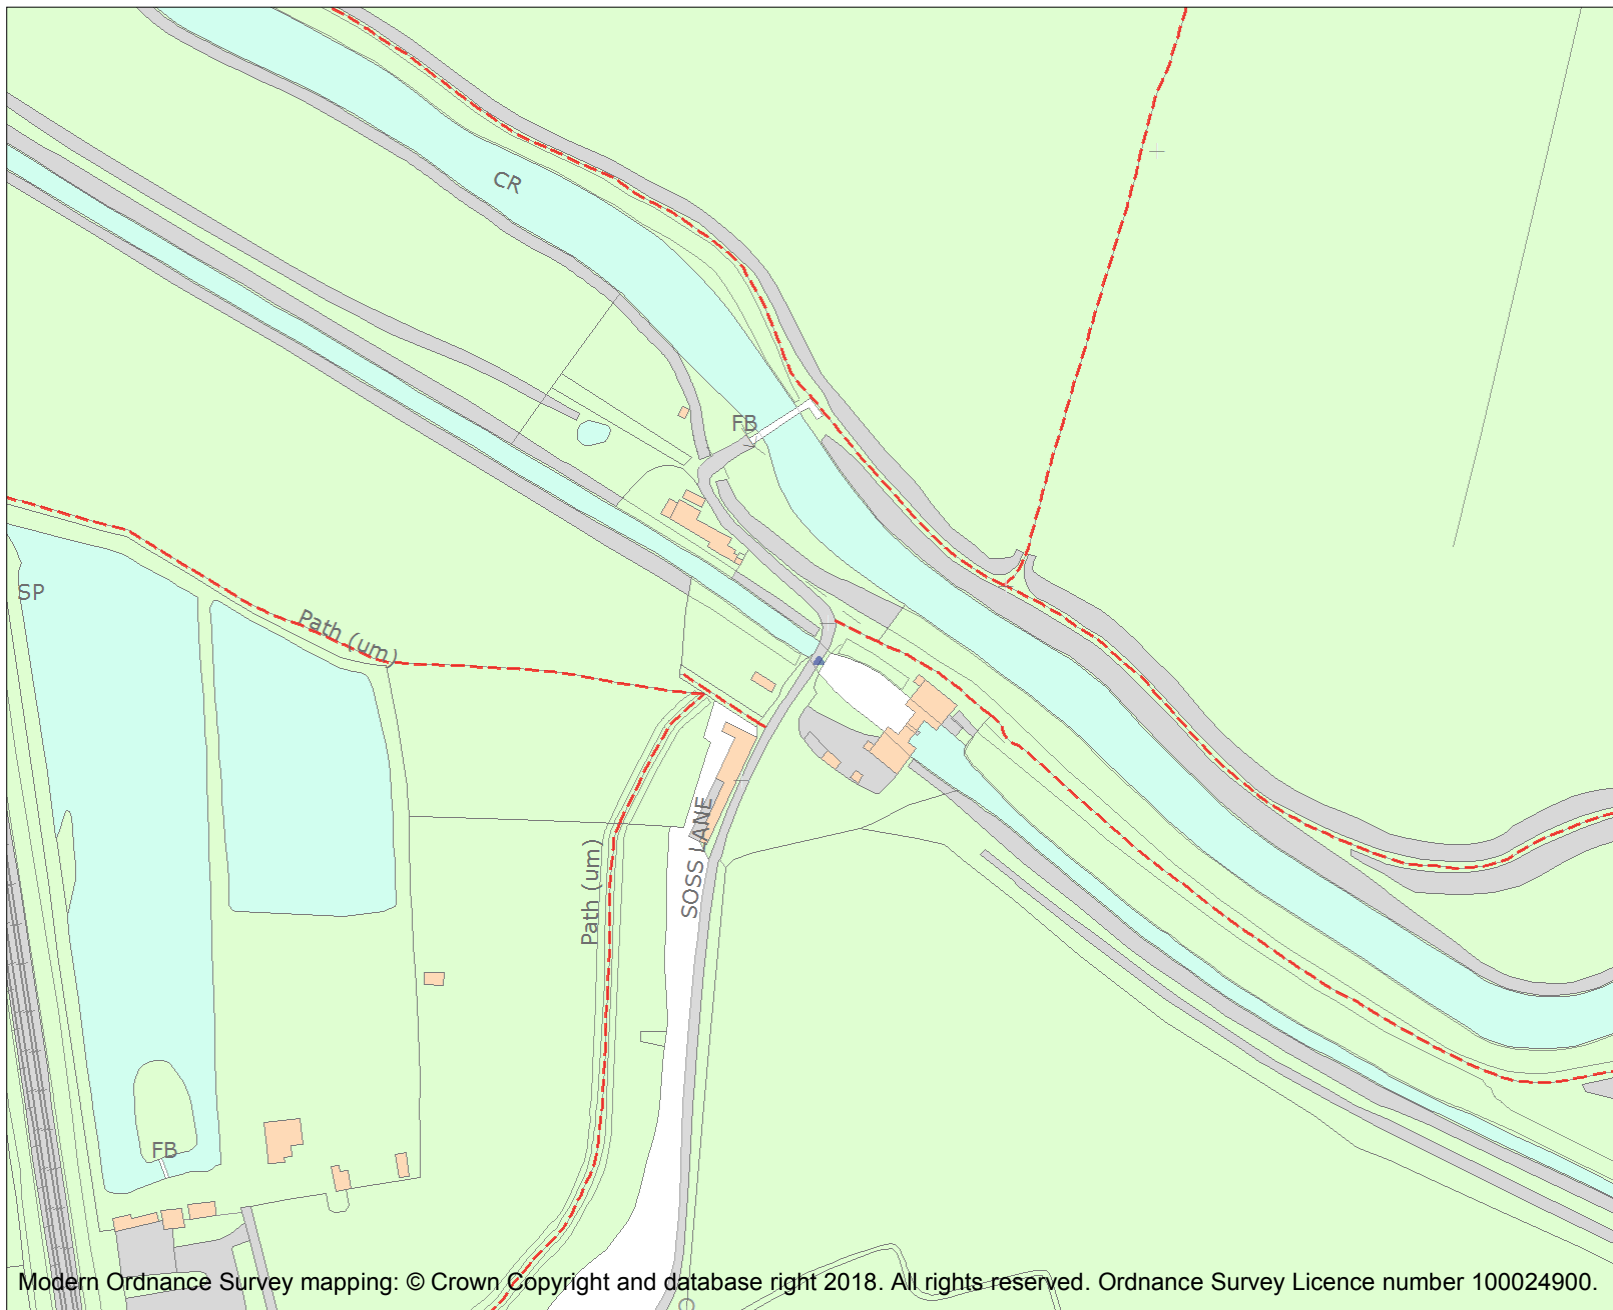 CR
FB
SP
Path (um)
SOSS LANE
Path (um)
FB
Modern Ordnance Survey mapping: © Crown Copyright and database right 2018. All rights reserved. Ordnance Survey Licence number 100024900.